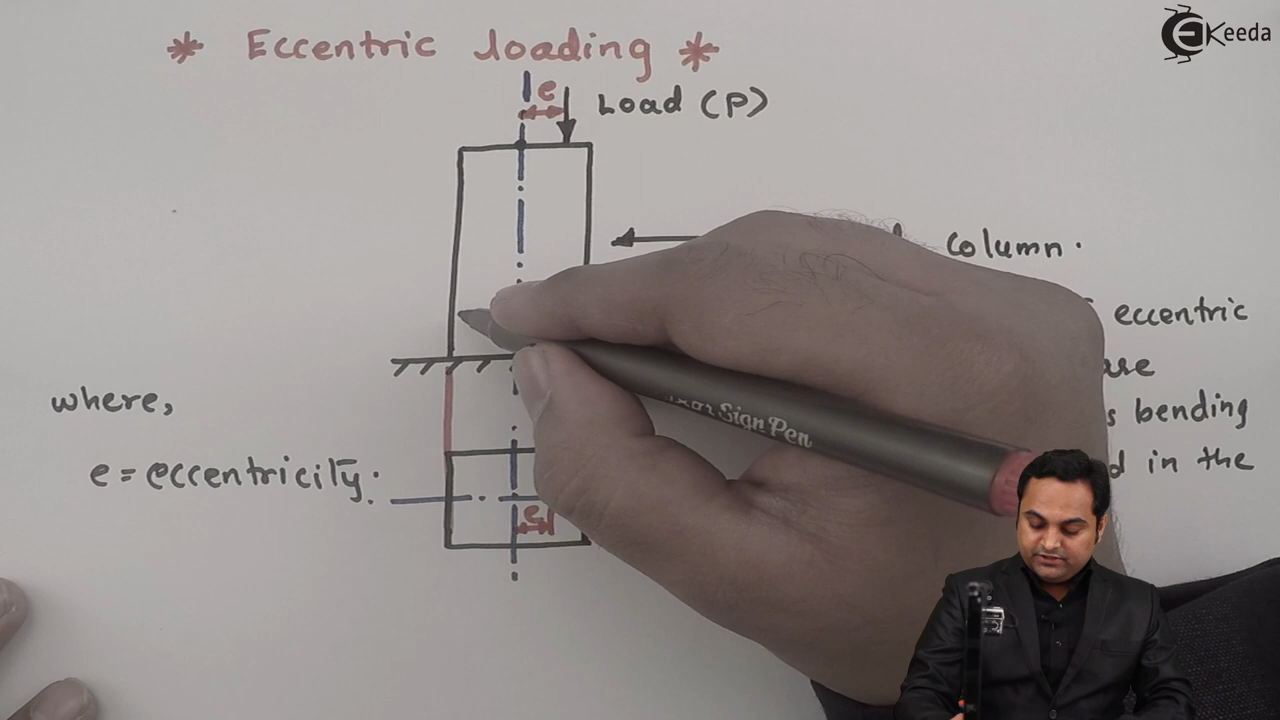 * Eccentric loading *
e
Load (P)
column.
eccentric
bending
in the
where,
e = eccentricity.
e
Sign Pen
Ekeeda